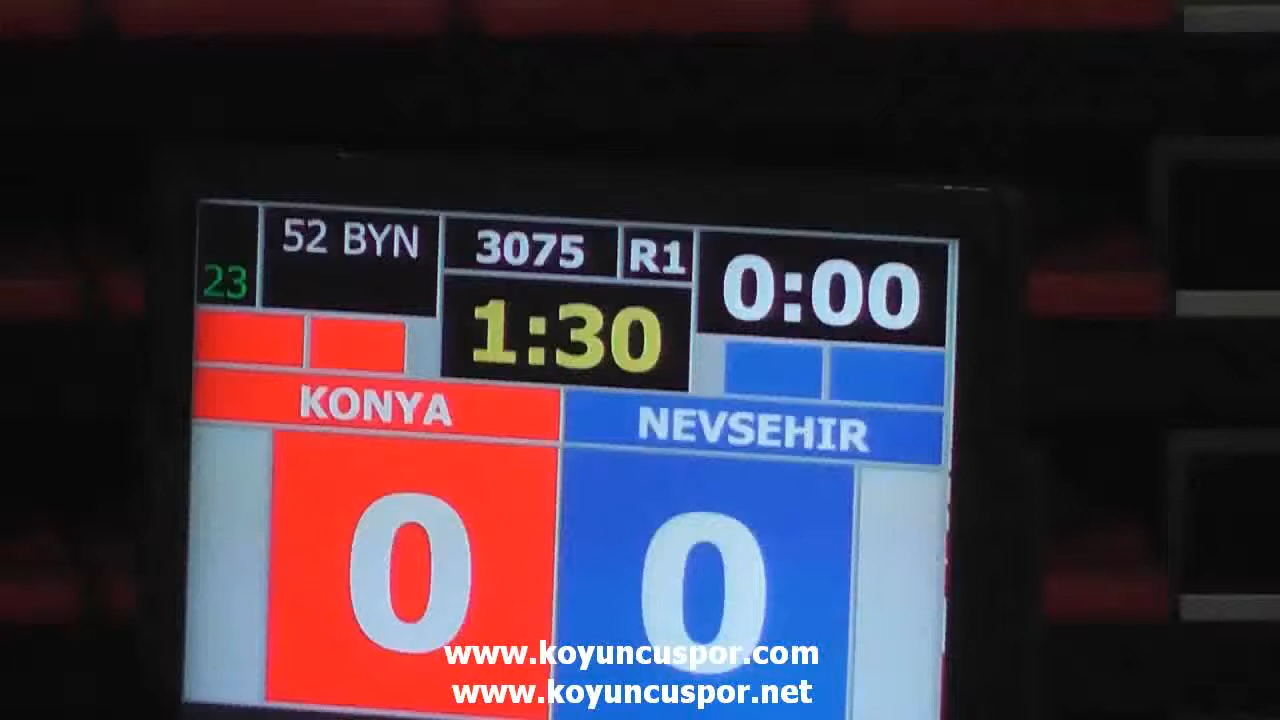 23
52 BYN
3075
R1
0:00
1:30
KONYA
NEVSEHIR
0
0
www.koyuncuspor.com
www.koyuncuspor.net